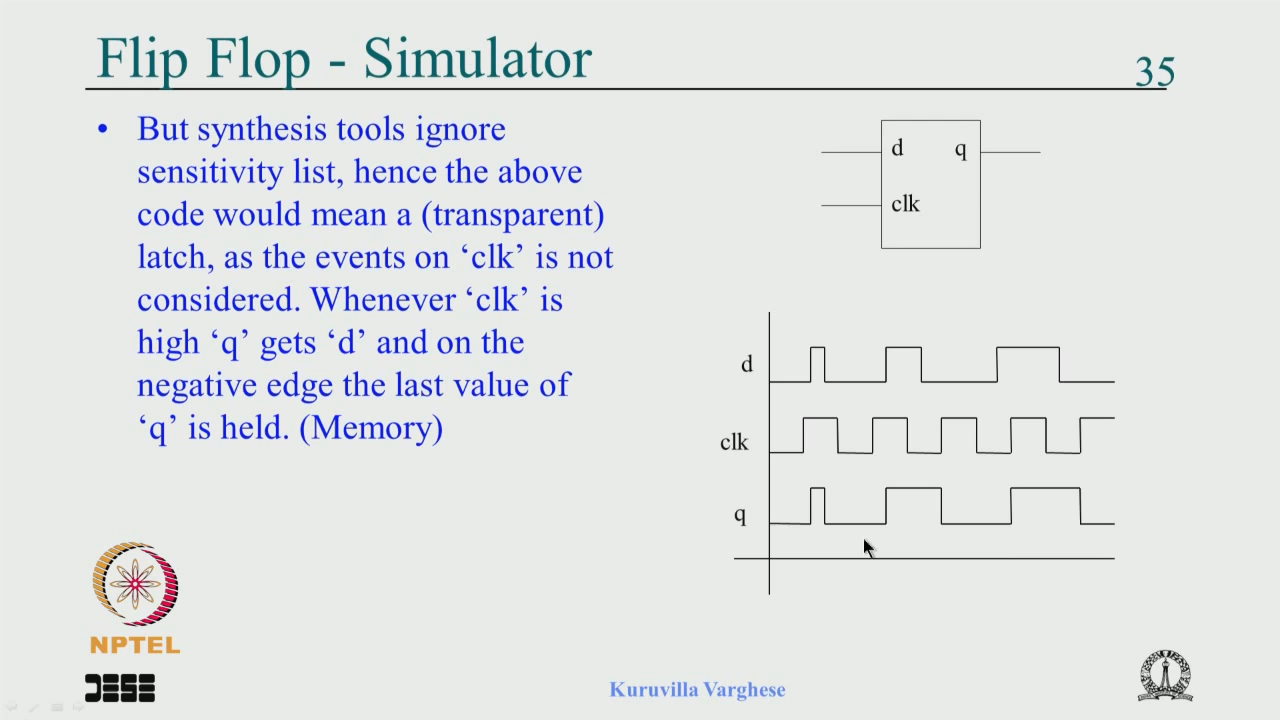 Flip Flop - Simulator
35
• But synthesis tools ignore
sensitivity list, hence the above
code would mean a (transparent)
latch, as the events on ‘clk’ is not
considered. Whenever ‘clk’ is
high ‘q’ gets ‘d’ and on the
negative edge the last value of
‘q’ is held. (Memory)
d q
clk
d
clk
q
NPTEL
DESE
Kuruvilla Varghese